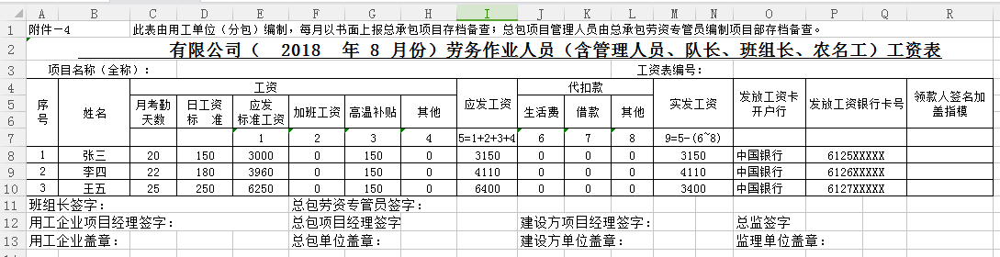 A B C D E F G H I J K L M N O P Q R
1 附件－4 此表由用工单位（分包）编制，每月以书面上报总承包项目存档备查；总包项目管理人员由总承包劳资专管员编制项目部存档备查。
2 有限公司（ 2018 年 8 月份）劳务作业人员（含管理人员、队长、班组长、农名工）工资表
3 项目名称（全称）： 工资表编号：
4 序号 姓名 工资 应发工资 代扣款 实发工资 发放工资卡开户行 发放工资银行卡号 领款人签名加盖指模
5 月考勤天数 日工资标 准 应发标准工资 加班工资 高温补贴 其他 生活费 借款 其他
6
7 1 2 3 4 5=1+2+3+4 6 7 8 9=5-(6~8)
8 1 张三 20 150 3000 0 150 0 3150 0 0 0 3150 中国银行 6125XXXXX
9 2 李四 22 180 3960 0 150 0 4110 0 0 0 4110 中国银行 6126XXXXX
10 3 王五 25 250 6250 0 150 0 6400 0 0 0 3400 中国银行 6127XXXXX
11 班组长签字： 总包劳资专管员签字：
12 用工企业项目经理签字： 总包项目经理签字 建设方项目经理签字： 总监签字
13 用工企业盖章： 总包单位盖章： 建设方单位盖章： 监理单位盖章：